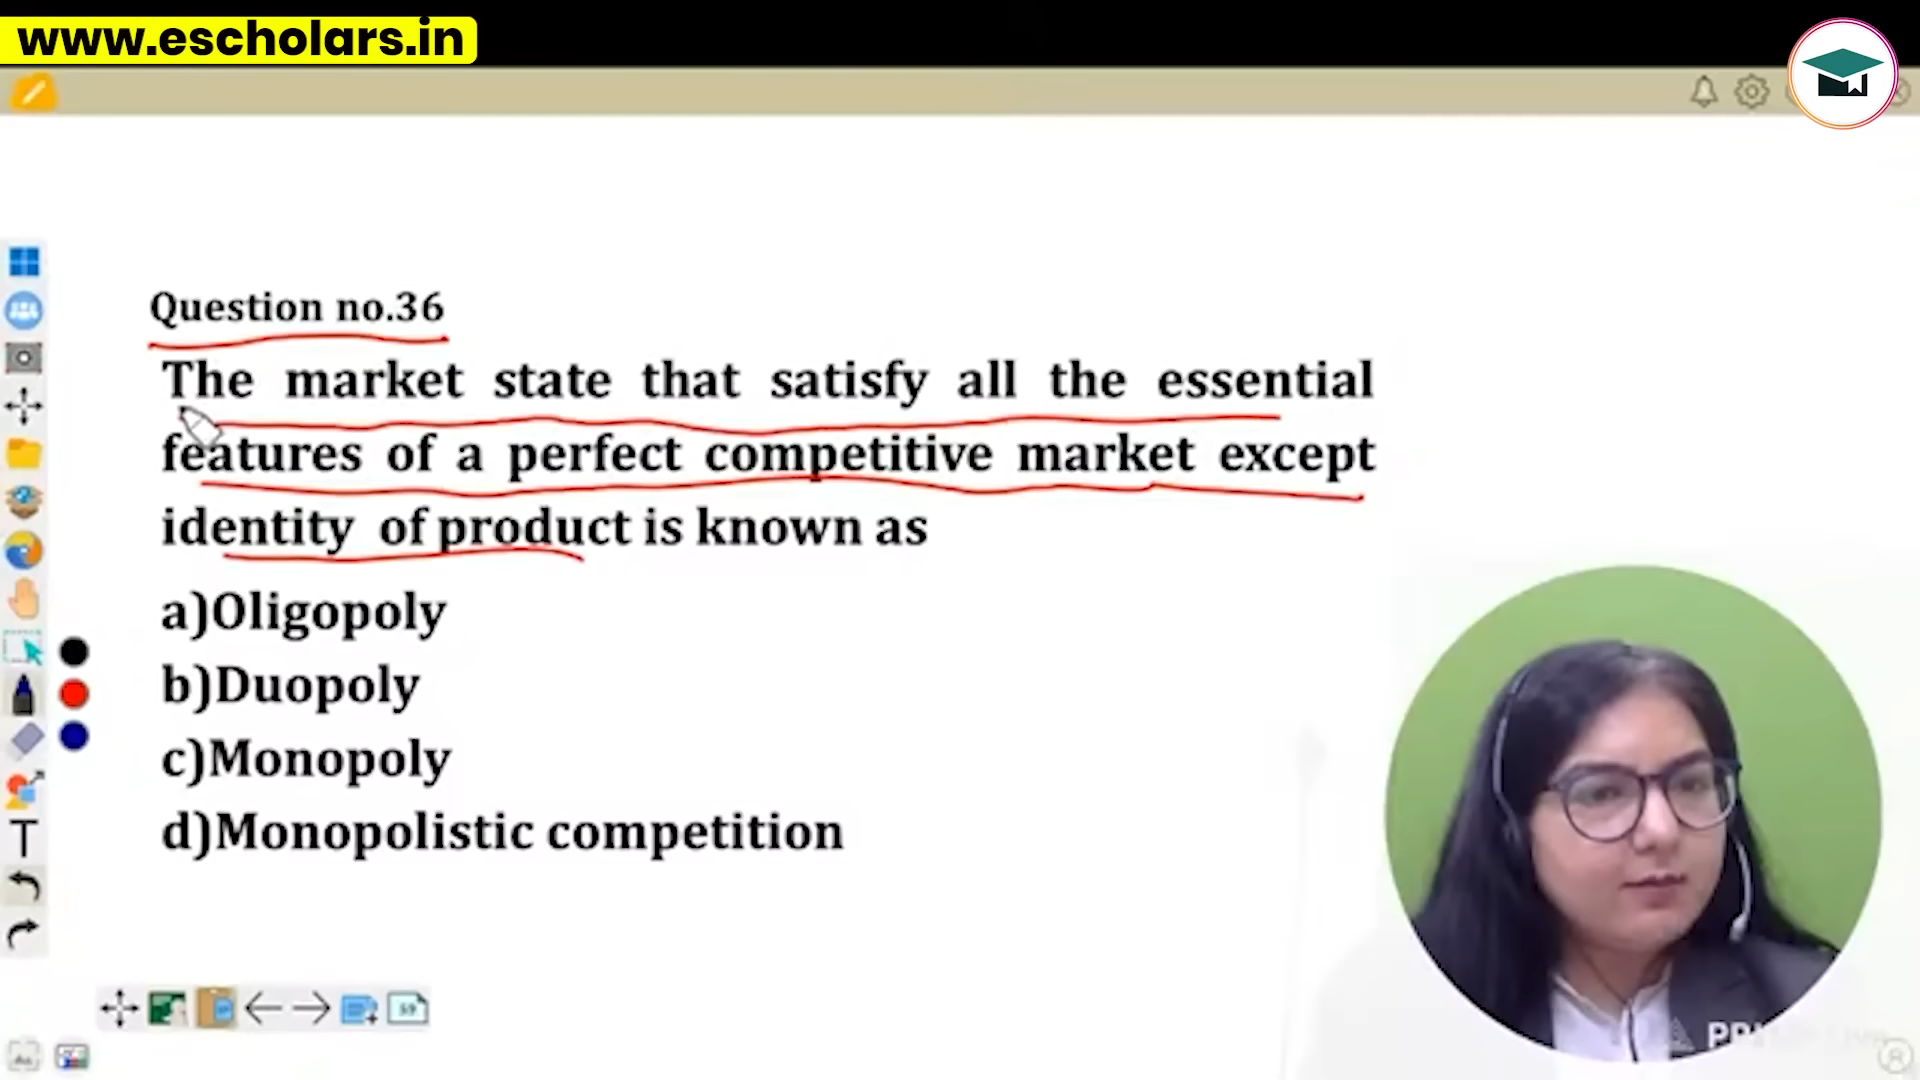 www.escholars.in
Question no.36
The market state that satisfy all the essential
features of a perfect competitive market except
identity of product is known as
a)Oligopoly
b)Duopoly
c)Monopoly
d)Monopolistic competition
59